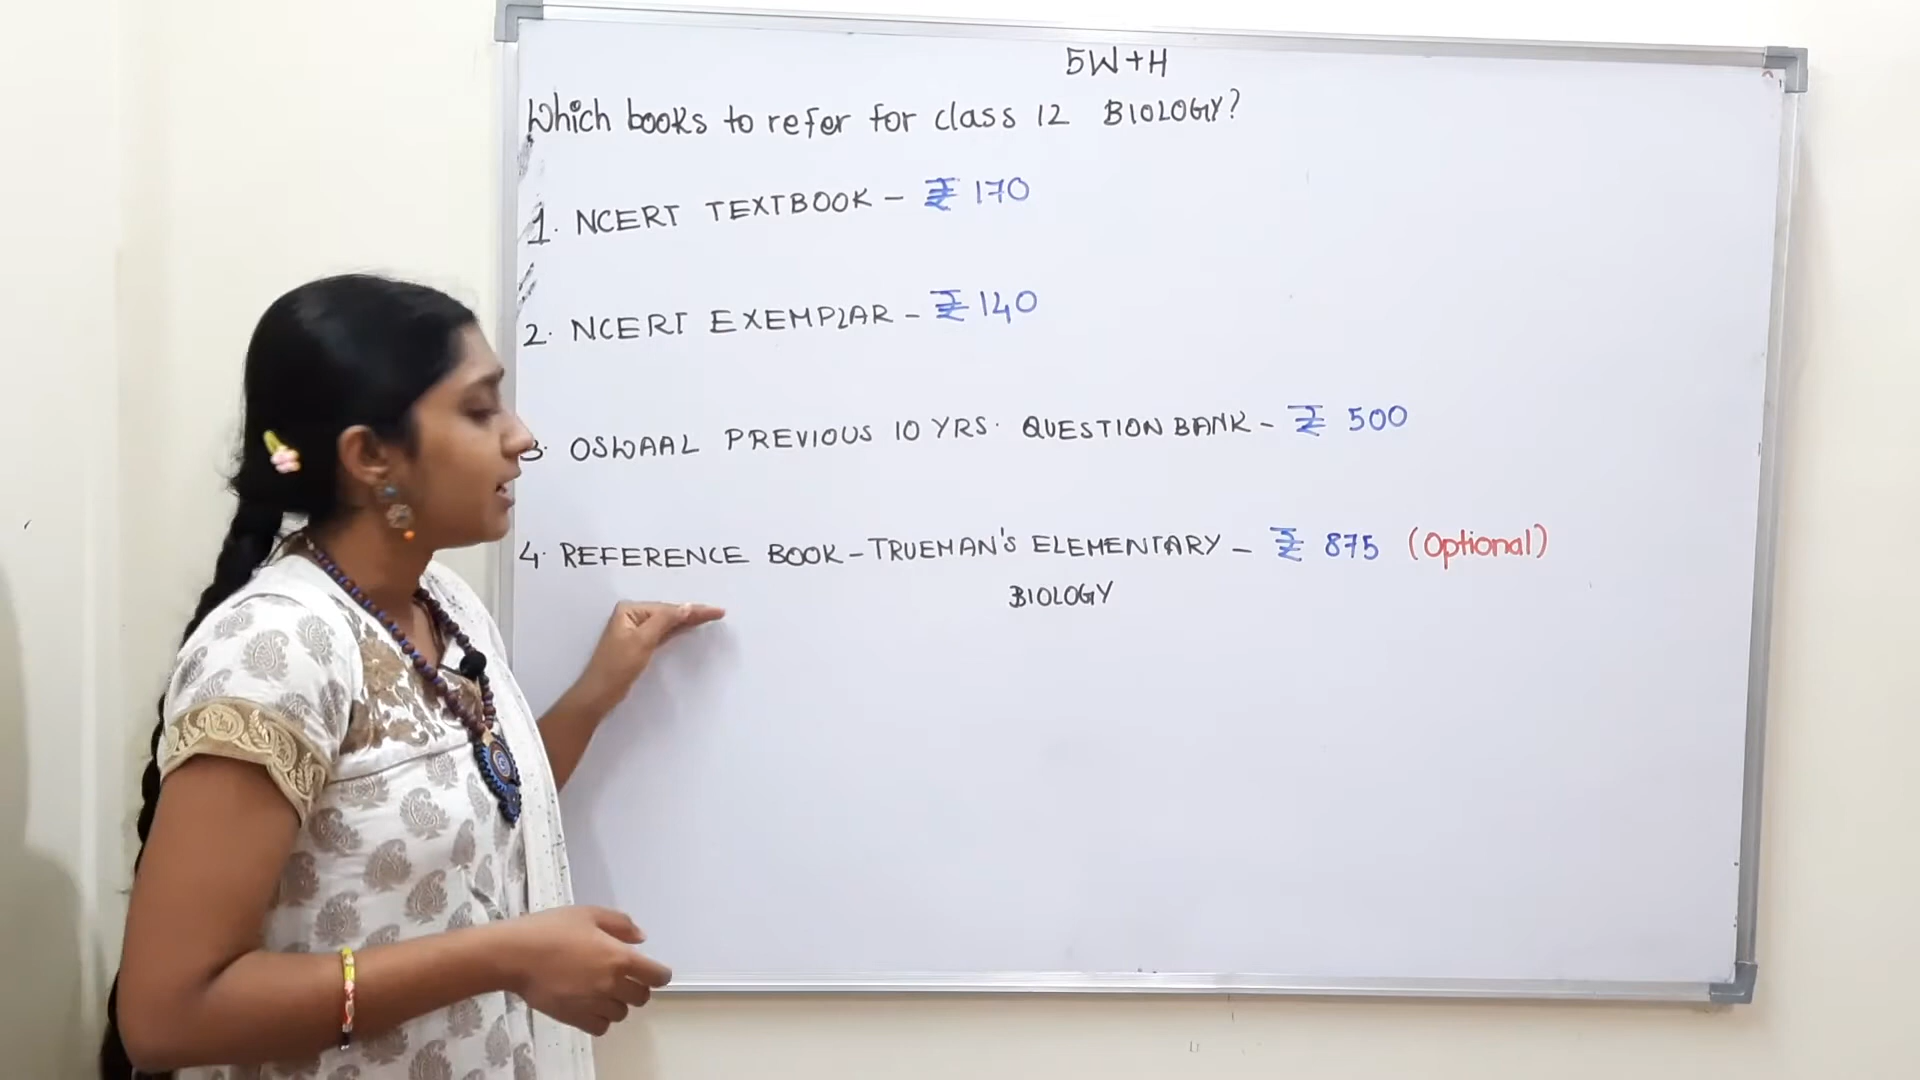 5W+H
Which books to refer for class 12 BIOLOGY?
1. NCERT TEXTBOOK - ₹ 170
2. NCERT EXEMPLAR - ₹ 140
3. OSWAAL PREVIOUS 10 YRS. QUESTION BANK - ₹ 500
4. REFERENCE BOOK - TRUEMAN'S ELEMENTARY - ₹ 875 (Optional)
BIOLOGY